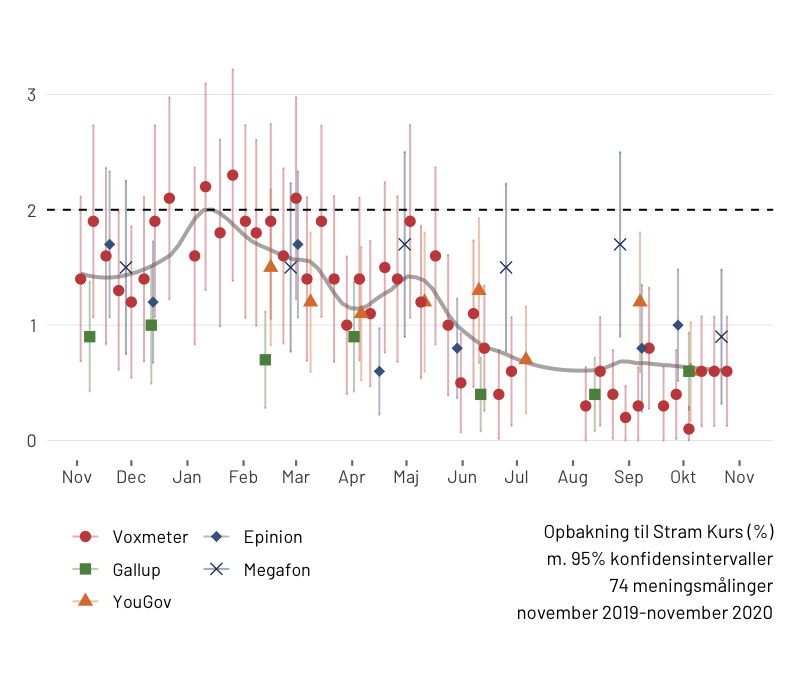 3
2
1
0
Nov Dec Jan Feb Mar Apr Maj Jun Jul Aug Sep Okt Nov
Voxmeter
Gallup
YouGov
Epinion
Megafon
Opbakning til Stram Kurs (%)
m. 95% konfidensintervaller
74 meningsmålinger
november 2019-november 2020